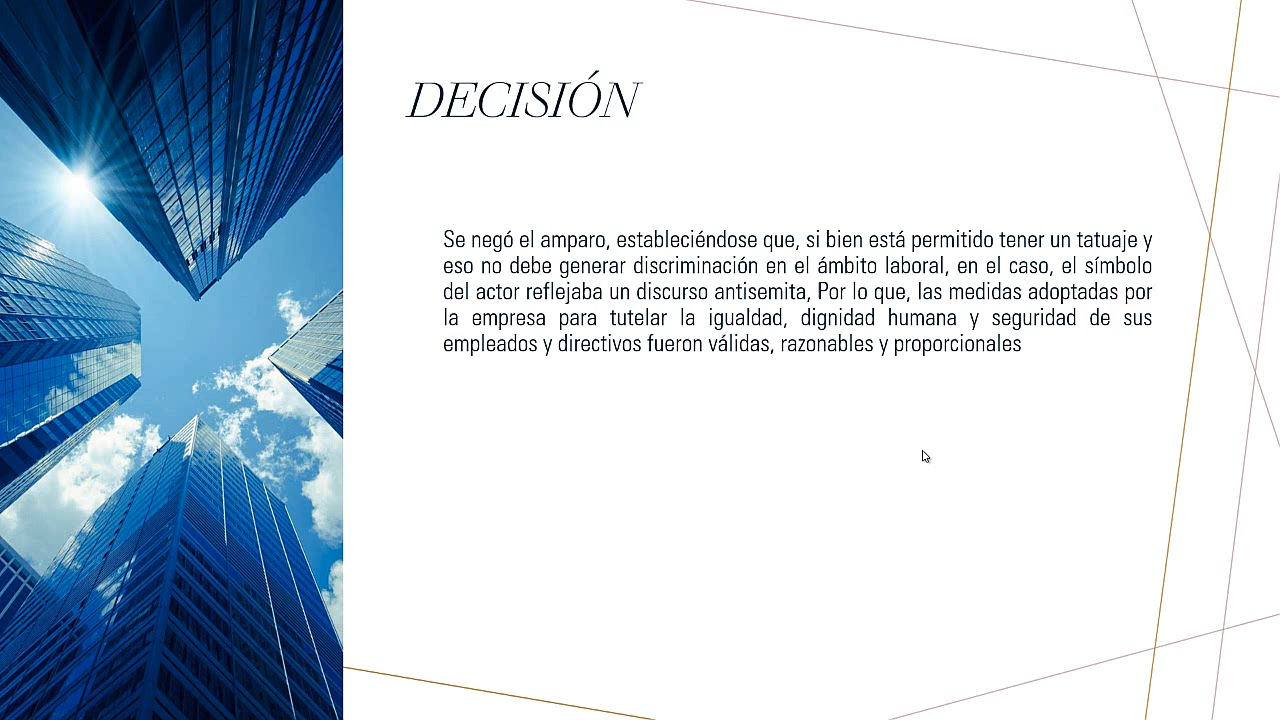 DECISIÓN
Se negó el amparo, estableciéndose que, si bien está permitido tener un tatuaje y
eso no debe generar discriminación en el ámbito laboral, en el caso, el símbolo
del actor reflejaba un discurso antisemita, Por lo que, las medidas adoptadas por
la empresa para tutelar la igualdad, dignidad humana y seguridad de sus
empleados y directivos fueron válidas, razonables y proporcionales